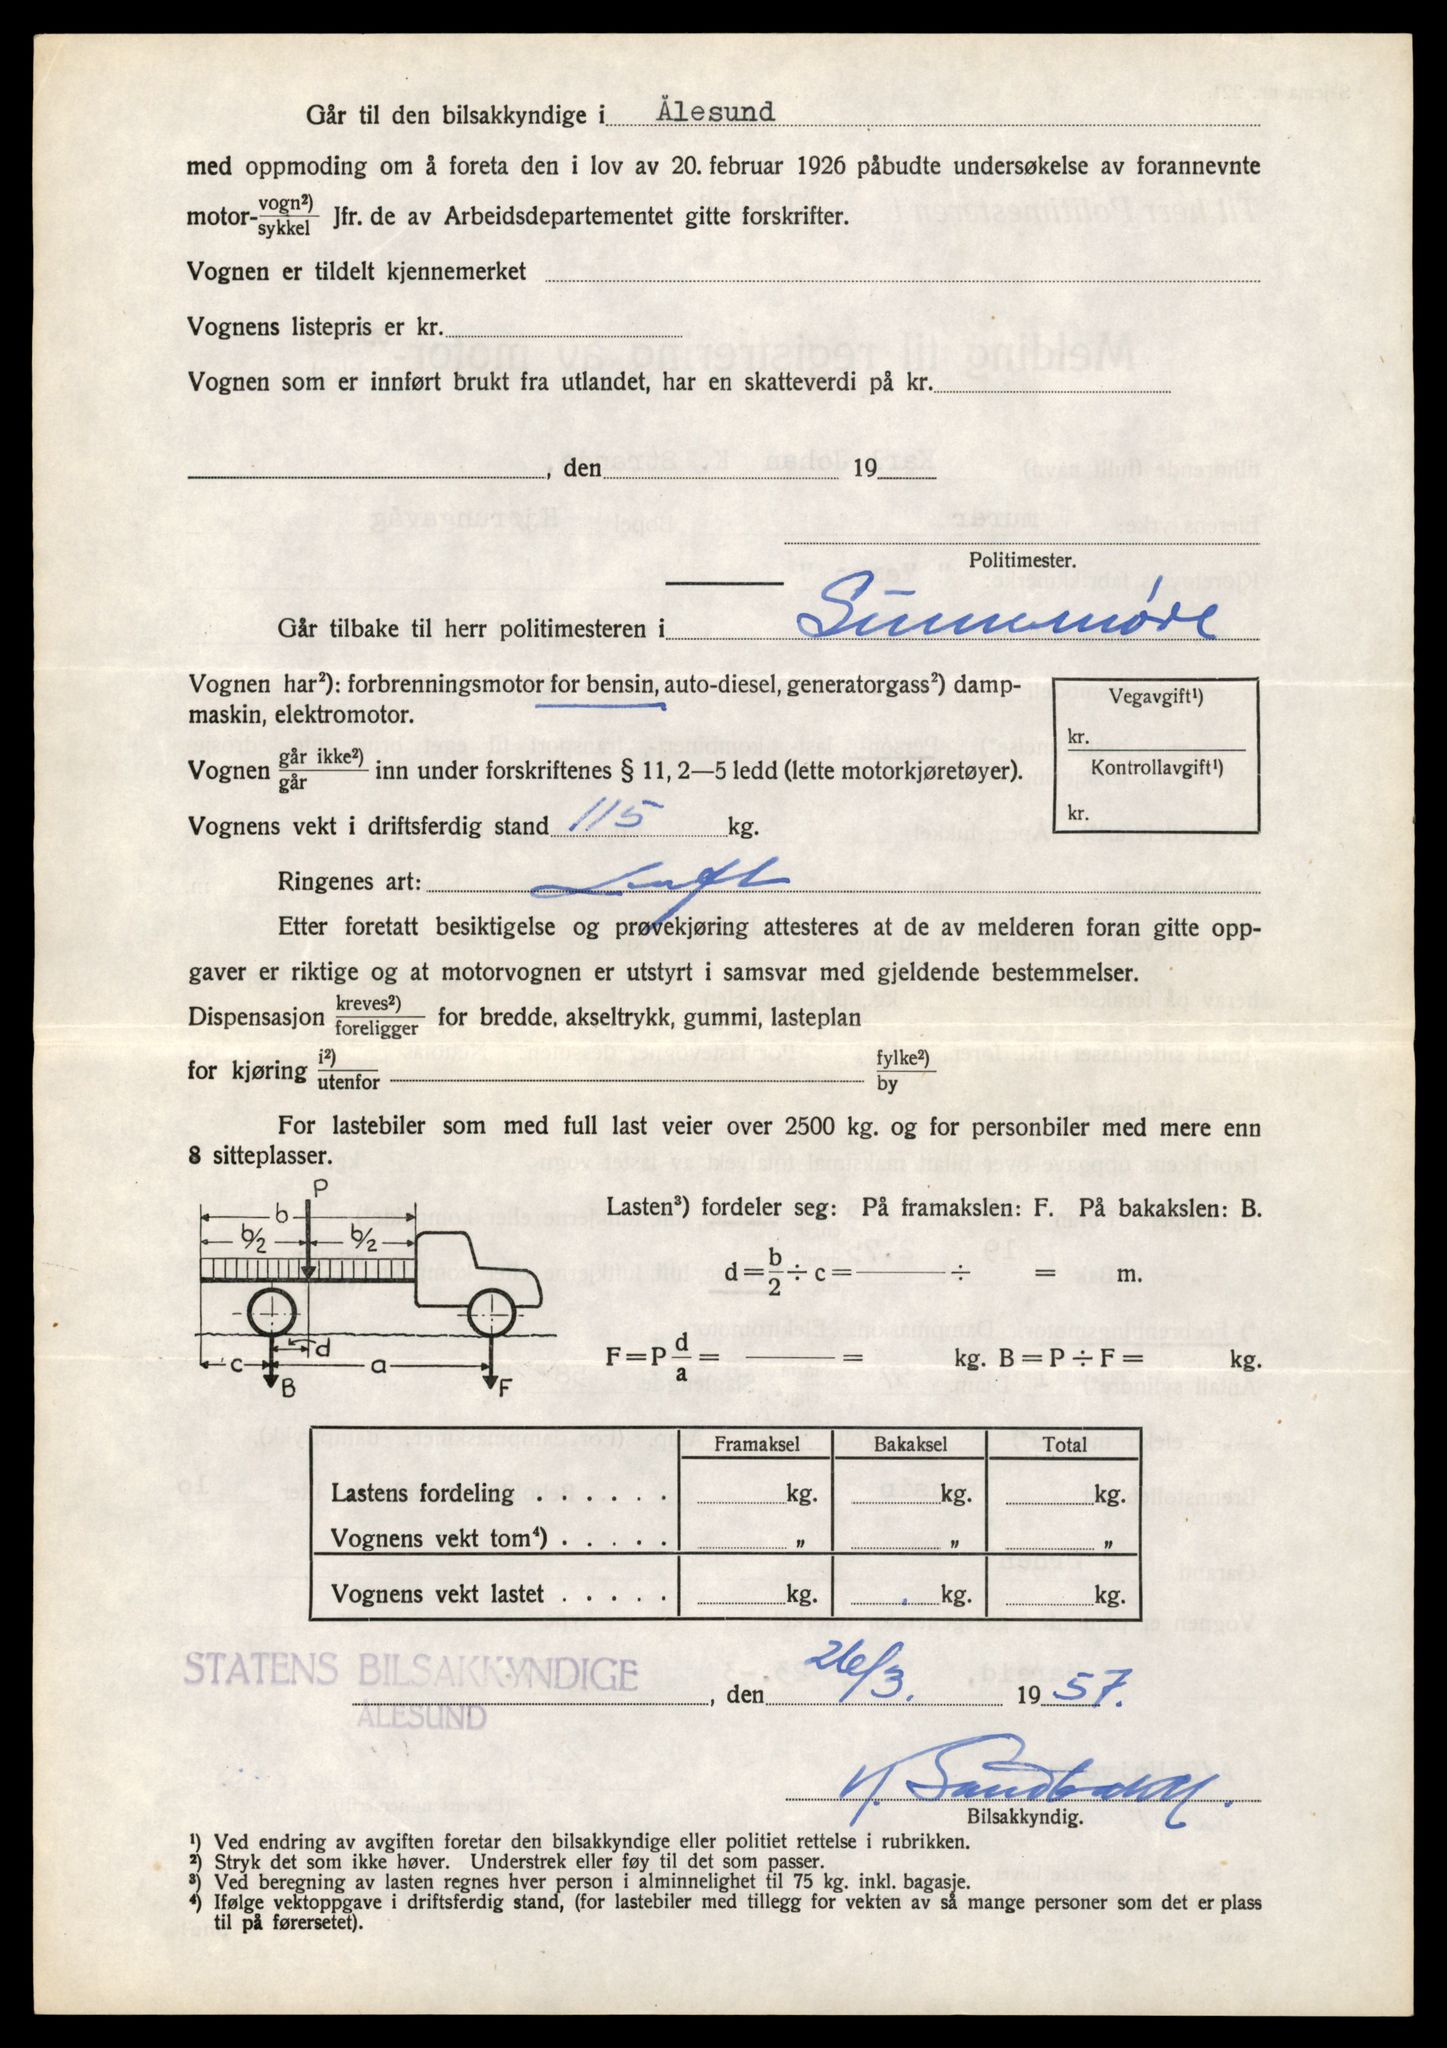 Går til den bilsakkyndige i Ålesund
med oppmoding om å foreta den i lov av 20. februar 1926 påbudte undersøkelse av forannevnte
motor-vogn²)/sykkel Jfr. de av Arbeidsdepartementet gitte forskrifter.
Vognen er tildelt kjennemerket
Vognens listepris er kr.
Vognen som er innført brukt fra utlandet, har en skatteverdi på kr.
, den 19
Politimester.
Går tilbake til herr politimesteren i Sunnmøre
Vognen har²): forbrenningsmotor for bensin, auto-diesel, generatorgass²) damp-
maskin, elektromotor.
Vegavgift¹)
kr.
Kontrollavgift¹)
kr.
Vognen går ikke²)/går inn under forskriftenes § 11, 2—5 ledd (lette motorkjøretøyer).
Vognens vekt i driftsferdig stand 115 kg.
Ringenes art: Luft
Etter foretatt besiktigelse og prøvekjøring attesteres at de av melderen foran gitte opp-
gaver er riktige og at motorvognen er utstyrt i samsvar med gjeldende bestemmelser.
Dispensasjon kreves²)/foreligger for bredde, akseltrykk, gummi, lasteplan
for kjøring i²)/utenfor fylke²)/by
For lastebiler som med full last veier over 2500 kg. og for personbiler med mere enn
8 sitteplasser.
P
b
b/2 b/2
c d a
B F
Lasten³) fordeler seg: På framakslen: F. På bakakslen: B.
d = b/2 ÷ c = ÷ = m.
F = P d/a = = kg. B = P ÷ F = kg.
Framaksel Bakaksel Total
Lastens fordeling . . . . . . kg. kg. kg.
Vognens vekt tom⁴) . . . . . „ „ „
Vognens vekt lastet . . . . . kg. kg. kg.
STATENS BILSAKKYNDIGE
ÅLESUND
, den 26/3. 19 57.
Bilsakkyndig.
¹) Ved endring av avgiften foretar den bilsakkyndige eller politiet rettelse i rubrikken.
²) Stryk det som ikke høver. Understrek eller føy til det som passer.
³) Ved beregning av lasten regnes hver person i alminnelighet til 75 kg. inkl. bagasje.
⁴) Ifølge vektoppgave i driftsferdig stand, (for lastebiler med tillegg for vekten av så mange personer som det er plass
til på førersetet).